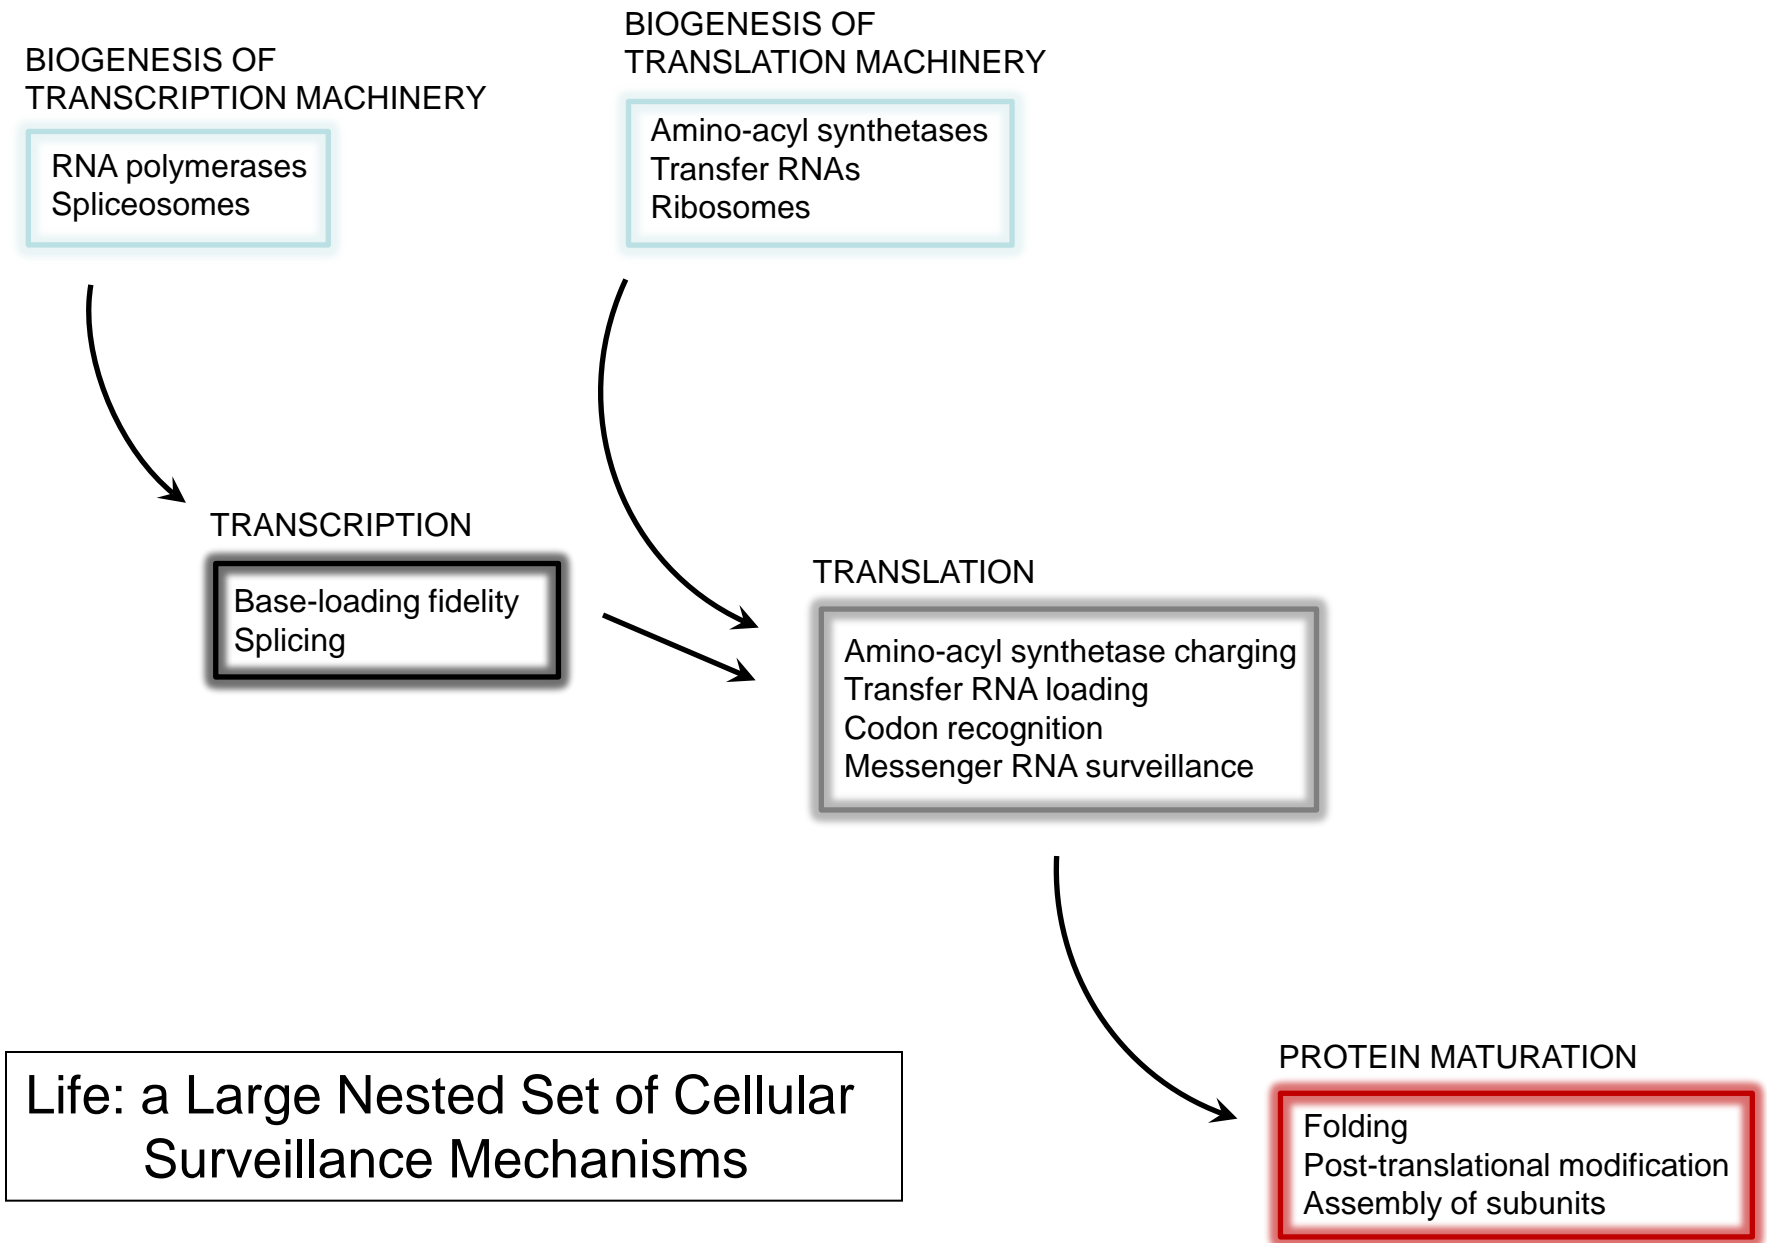 BIOGENESIS OF
TRANSCRIPTION MACHINERY
RNA polymerases
Spliceosomes
BIOGENESIS OF
TRANSLATION MACHINERY
Amino-acyl synthetases
Transfer RNAs
Ribosomes
TRANSCRIPTION
Base-loading fidelity
Splicing
TRANSLATION
Amino-acyl synthetase charging
Transfer RNA loading
Codon recognition
Messenger RNA surveillance
PROTEIN MATURATION
Folding
Post-translational modification
Assembly of subunits
Life: a Large Nested Set of Cellular
Surveillance Mechanisms